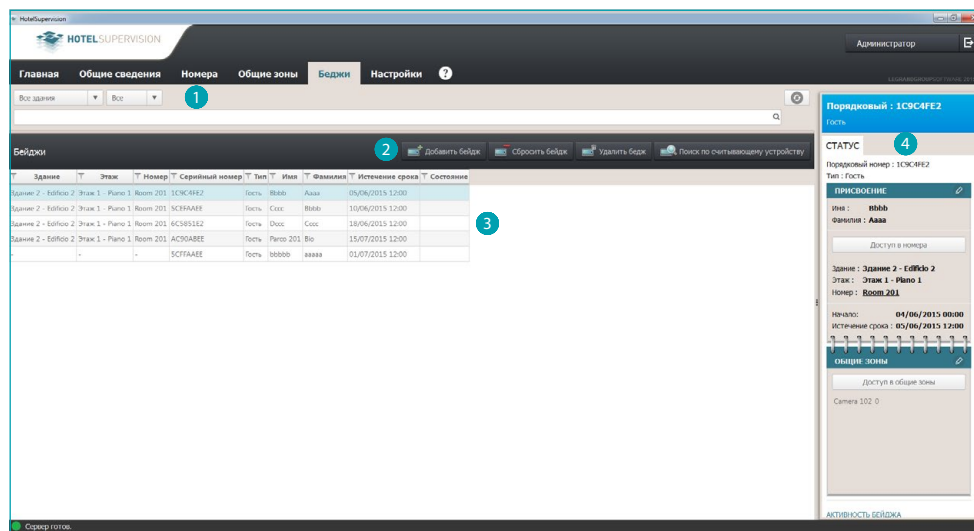 HotelSupervision
HOTELSUPERVISION
Администратор
Главная Общие сведения Номера Общие зоны Беджи Настройки ?
LEGRANDGROUPSOFTWARE 201
Все здания Все 1
Бейджи 2 Добавить бейдж Сбросить бейдж Удалить бедж Поиск по считывающему устройству
Здание Этаж Номер Серийный номер Тип Имя Фамилия Истечение срока Состояние
Здание 2 - Edificio 2 Этаж 1 - Piano 1 Room 201 1C9C4FE2 Гость Bbbb Aaaa 05/06/2015 12:00
Здание 2 - Edificio 2 Этаж 1 - Piano 1 Room 201 5CEFAAEE Гость Cccc Bbbb 10/06/2015 12:00
Здание 2 - Edificio 2 Этаж 1 - Piano 1 Room 201 6C5851E2 Гость Dccc Cccc 18/06/2015 12:00
Здание 2 - Edificio 2 Этаж 1 - Piano 1 Room 201 AC90ABEE Гость Parco 201 Bio 15/07/2015 12:00
- - - 5CFFAAEE Гость bbbbb aaaaa 01/07/2015 12:00
3
Порядковый : 1C9C4FE2
Гость
СТАТУС 4
Порядковый номер : 1C9C4FE2
Тип : Гость
ПРИСВОЕНИЕ
Имя : Bbbb
Фамилия : Aaaa
Доступ в номера
Здание : Здание 2 - Edificio 2
Этаж : Этаж 1 - Piano 1
Номер : Room 201
Начало: 04/06/2015 00:00
Истечение срока : 05/06/2015 12:00
ОБЩИЕ ЗОНЫ
Доступ в общие зоны
Camera 102 0
АКТИВНОСТЬ БЕЙДЖА
Сервер готов.